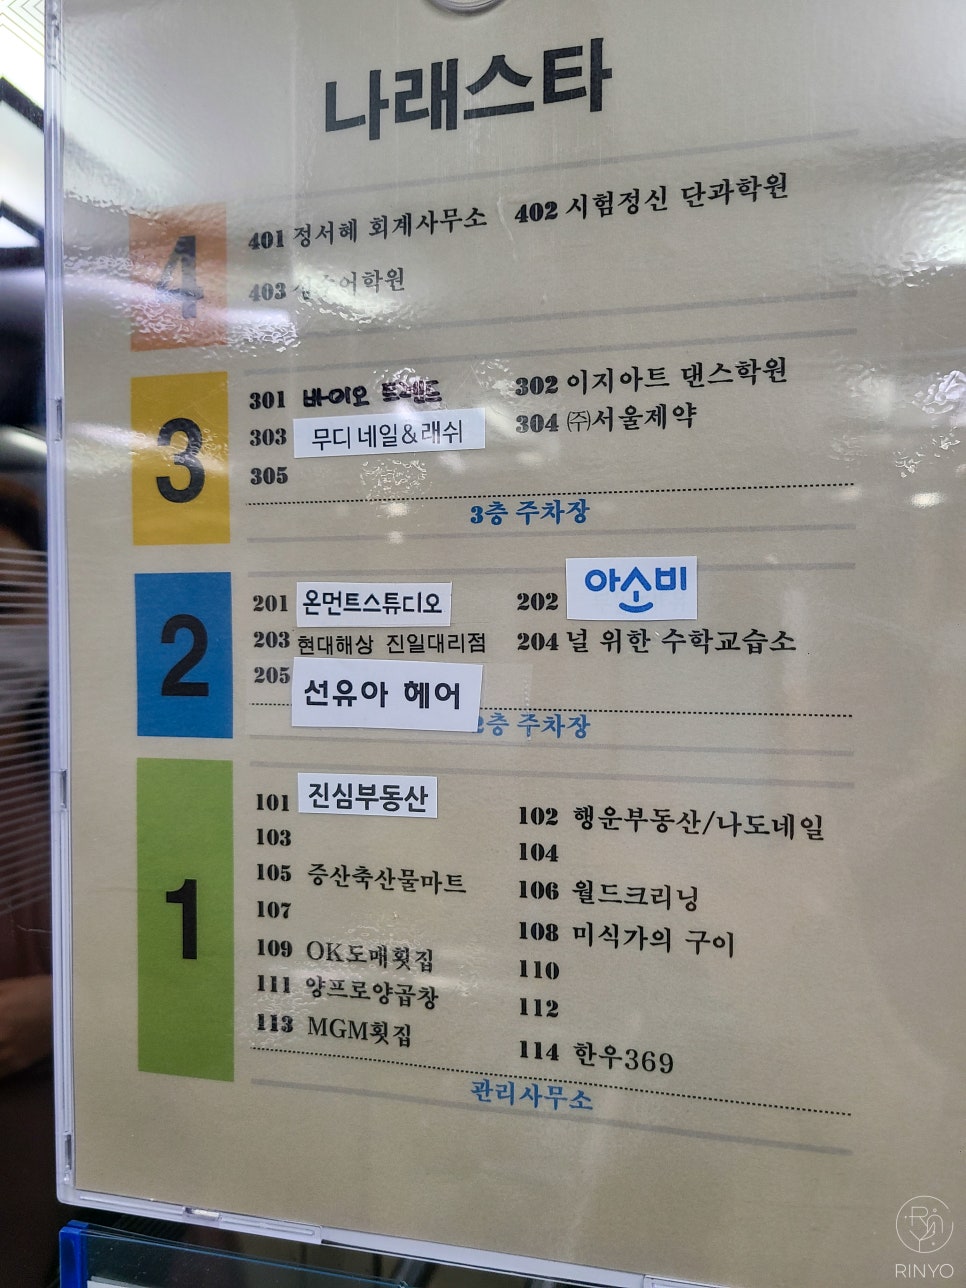 나래스타
4
401 정서혜 회계사무소 402 시험정신 단과학원
403
3
301 바이오 트렌드 302 이지아트 댄스학원
303 무디 네일&래쉬 304 ㈜서울제약
305
3층 주차장
2
201 온먼트스튜디오 202 아소비
203 현대해상 진일대리점 204 널 위한 수학교습소
205 선유아 헤어
2층 주차장
1
101 진심부동산 102 행운부동산/나도네일
103 104
105 증산축산물마트 106 월드크리닝
107 108 미식가의 구이
109 OK도매횟집 110
111 양프로양곱창 112
113 MGM횟집 114 한우369
관리사무소
RINYO